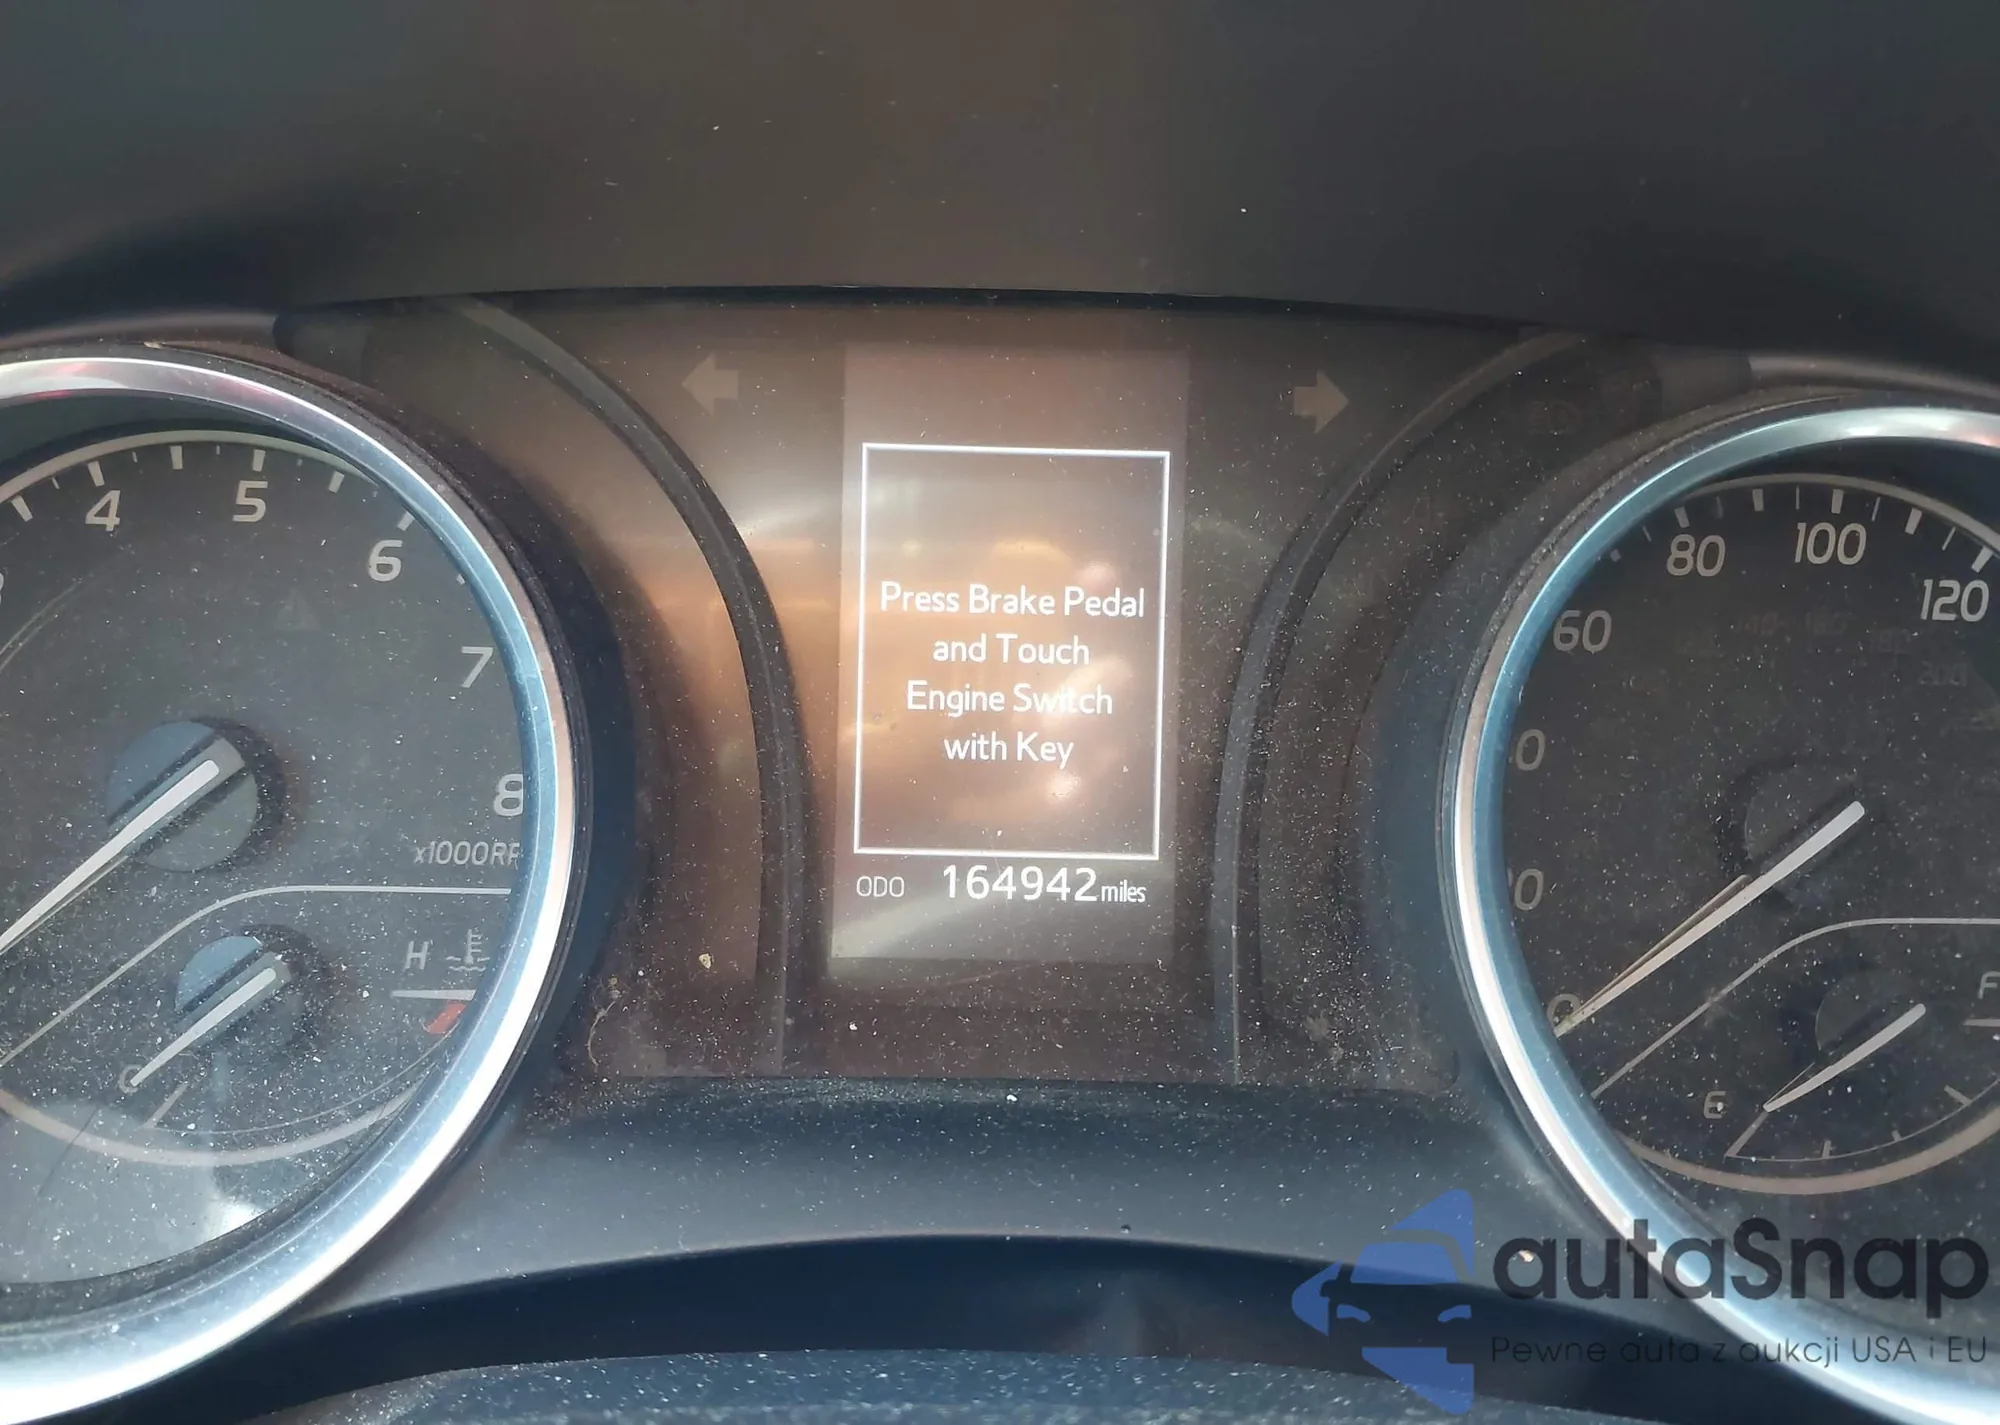 4 5 6 7 8
x1000RP
H
C
Press Brake Pedal
and Touch
Engine Switch
with Key
ODO 164942 miles
0 60 80 100 120
E F
autaSnap
Pewne auta z aukcji USA i EU